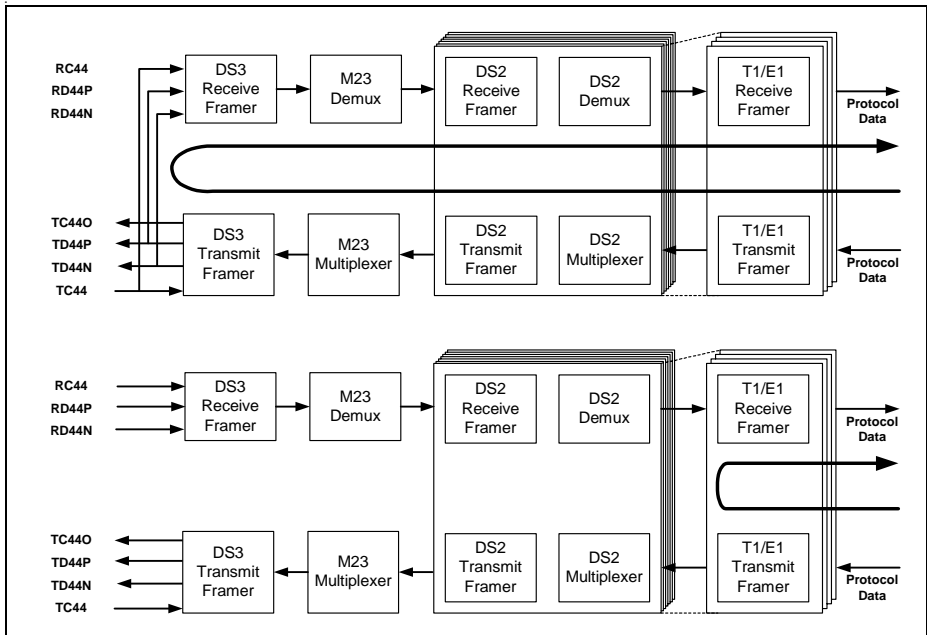 RC44
RD44P
RD44N
DS3
Receive
Framer
M23
Demux
DS2
Receive
Framer
DS2
Demux
T1/E1
Receive
Framer
Protocol
Data
TC44O
TD44P
TD44N
TC44
DS3
Transmit
Framer
M23
Multiplexer
DS2
Transmit
Framer
DS2
Multiplexer
T1/E1
Transmit
Framer
Protocol
Data
RC44
RD44P
RD44N
DS3
Receive
Framer
M23
Demux
DS2
Receive
Framer
DS2
Demux
T1/E1
Receive
Framer
Protocol
Data
TC44O
TD44P
TD44N
TC44
DS3
Transmit
Framer
M23
Multiplexer
DS2
Transmit
Framer
DS2
Multiplexer
T1/E1
Transmit
Framer
Protocol
Data